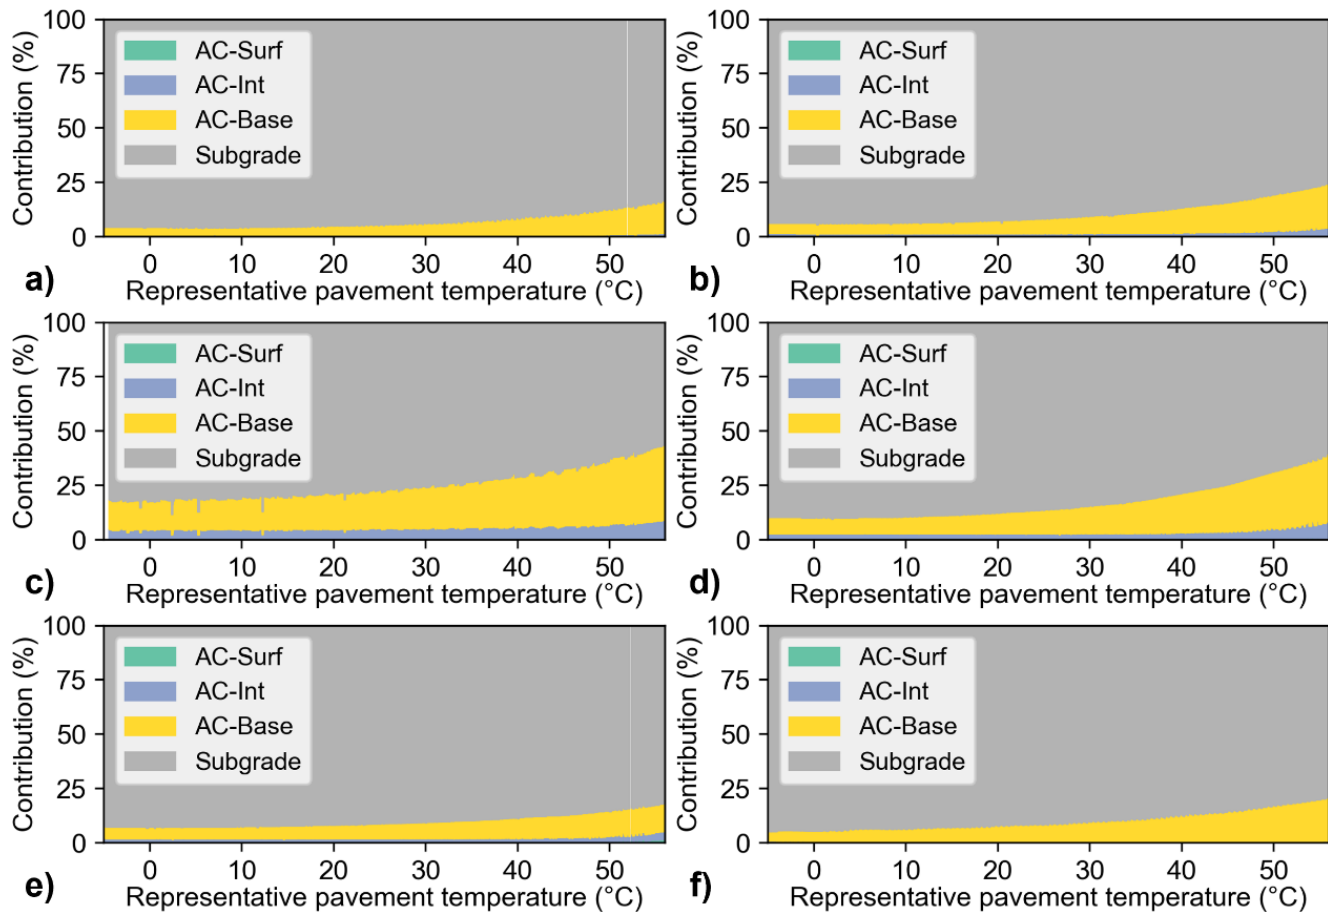 100
75
50
25
0
Contribution (%)
AC-Surf
AC-Int
AC-Base
Subgrade
0 10 20 30 40 50
Representative pavement temperature (°C)
a)
100
75
50
25
0
Contribution (%)
AC-Surf
AC-Int
AC-Base
Subgrade
0 10 20 30 40 50
Representative pavement temperature (°C)
b)
100
75
50
25
0
Contribution (%)
AC-Surf
AC-Int
AC-Base
Subgrade
0 10 20 30 40 50
Representative pavement temperature (°C)
c)
100
75
50
25
0
Contribution (%)
AC-Surf
AC-Int
AC-Base
Subgrade
0 10 20 30 40 50
Representative pavement temperature (°C)
d)
100
75
50
25
0
Contribution (%)
AC-Surf
AC-Int
AC-Base
Subgrade
0 10 20 30 40 50
Representative pavement temperature (°C)
e)
100
75
50
25
0
Contribution (%)
AC-Surf
AC-Int
AC-Base
Subgrade
0 10 20 30 40 50
Representative pavement temperature (°C)
f)